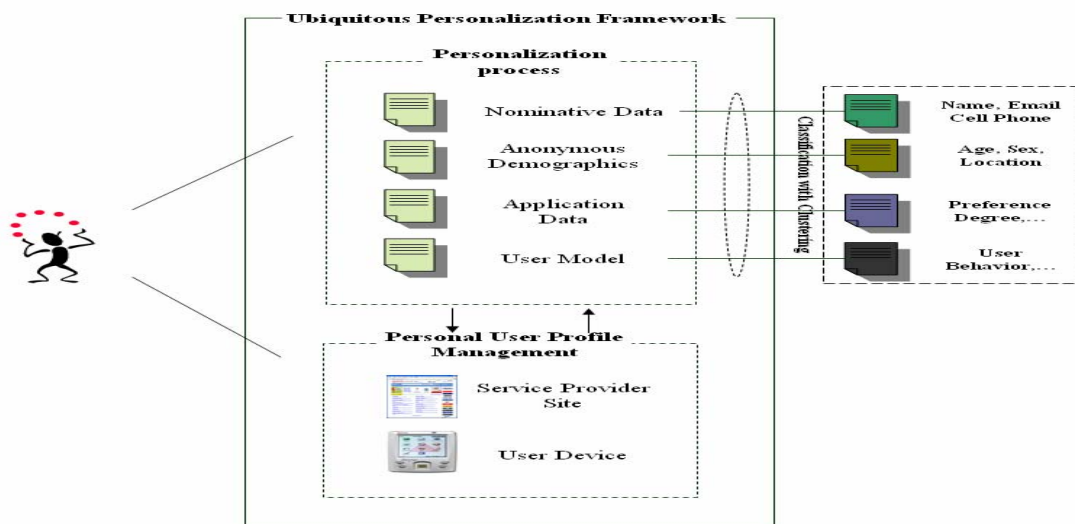 Ubiquitous Personalization Framework
Personalization
process
Nominative Data
Anonymous
Demographics
Application
Data
User Model
Classification with Clustering
Name, Email
Cell Phone
Age, Sex,
Location
Preference
Degree,...
User
Behavior,...
Personal User Profile
Management
Service Provider
Site
User Device